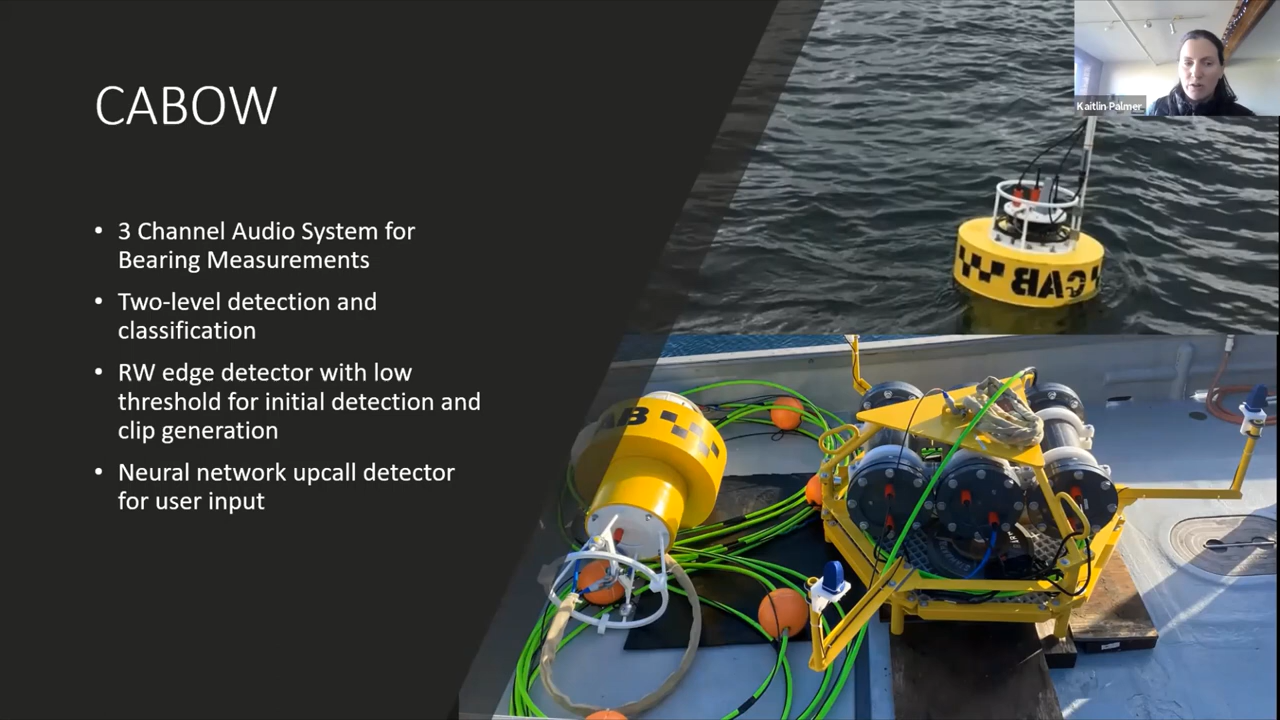 CABOW
• 3 Channel Audio System for
Bearing Measurements
• Two-level detection and
classification
• RW edge detector with low
threshold for initial detection and
clip generation
• Neural network upcall detector
for user input
Kaitlin Palmer
CAB
B